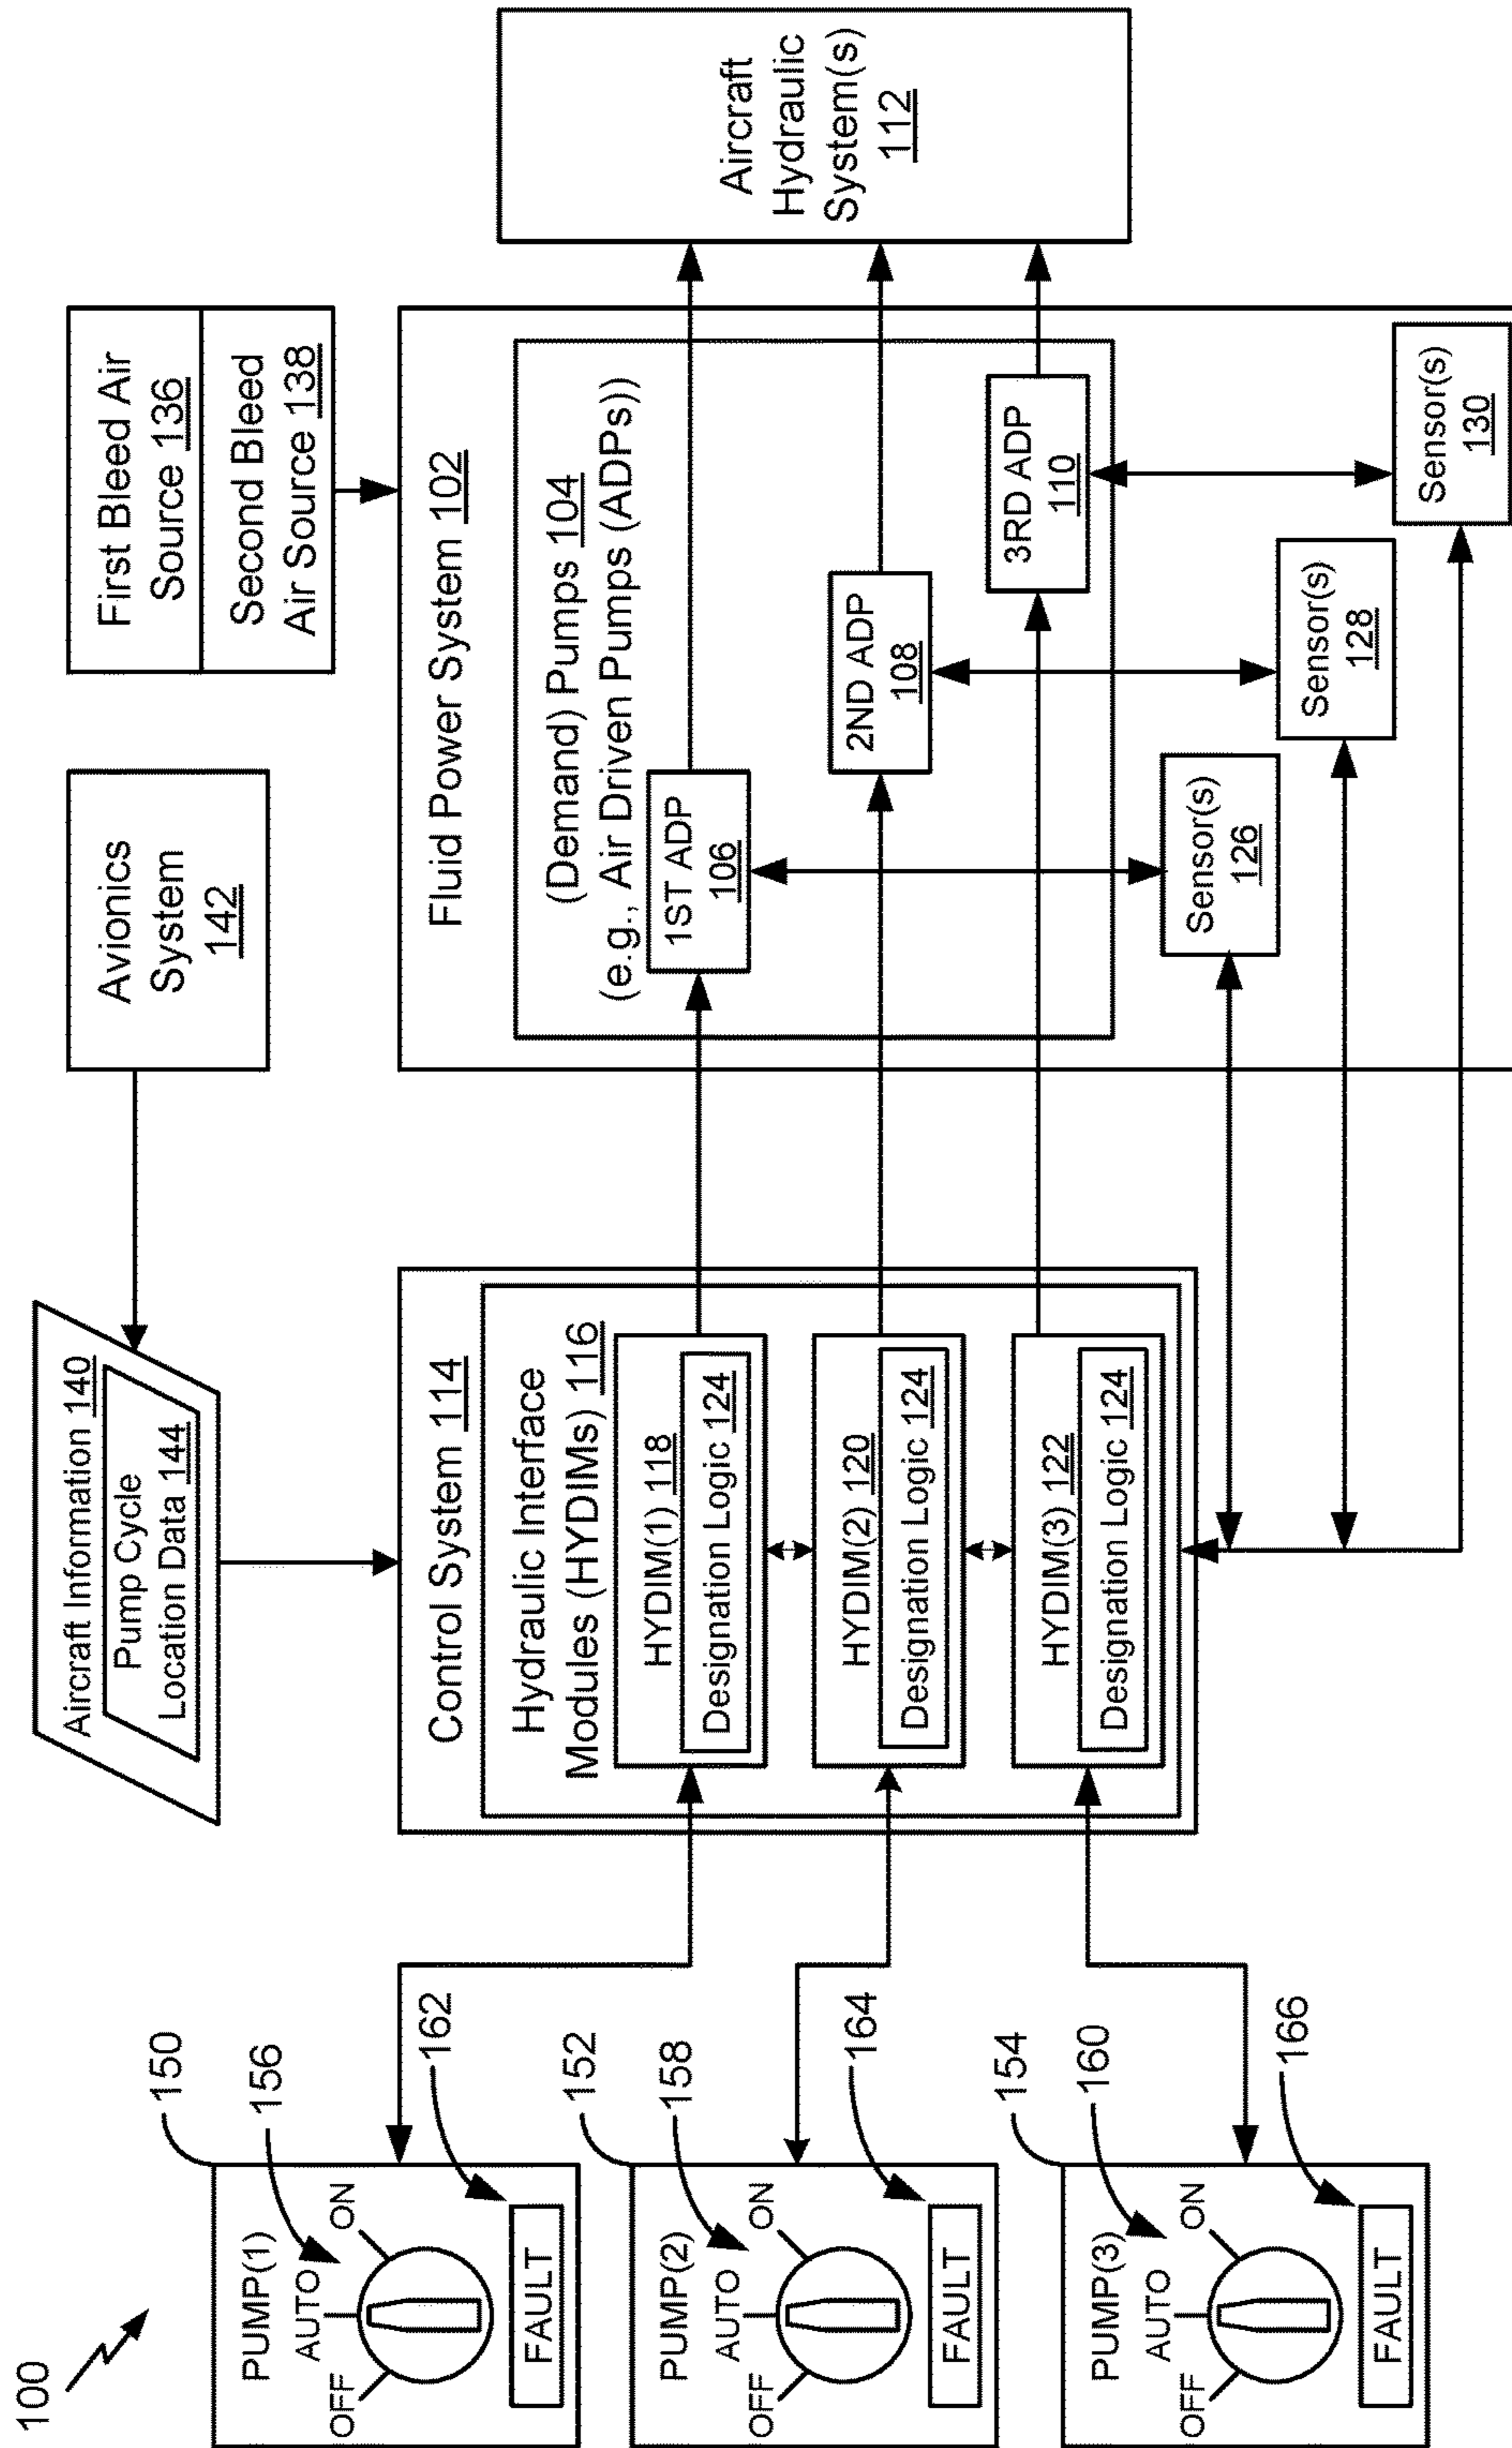 100
PUMP(1)
OFF
AUTO
ON
FAULT
150
156
162
PUMP(2)
OFF
AUTO
ON
FAULT
152
158
164
PUMP(3)
OFF
AUTO
ON
FAULT
154
160
166
Aircraft Information 140
Pump Cycle
Location Data 144
Control System 114
Hydraulic Interface
Modules (HYDIMs) 116
HYDIM(1) 118
Designation Logic 124
HYDIM(2) 120
Designation Logic 124
HYDIM(3) 122
Designation Logic 124
Avionics
System
142
First Bleed Air
Source 136
Second Bleed
Air Source 138
Fluid Power System 102
(Demand) Pumps 104
(e.g., Air Driven Pumps (ADPs))
1ST ADP
106
2ND ADP
108
3RD ADP
110
Sensor(s)
126
Sensor(s)
128
Sensor(s)
130
Aircraft
Hydraulic
System(s)
112